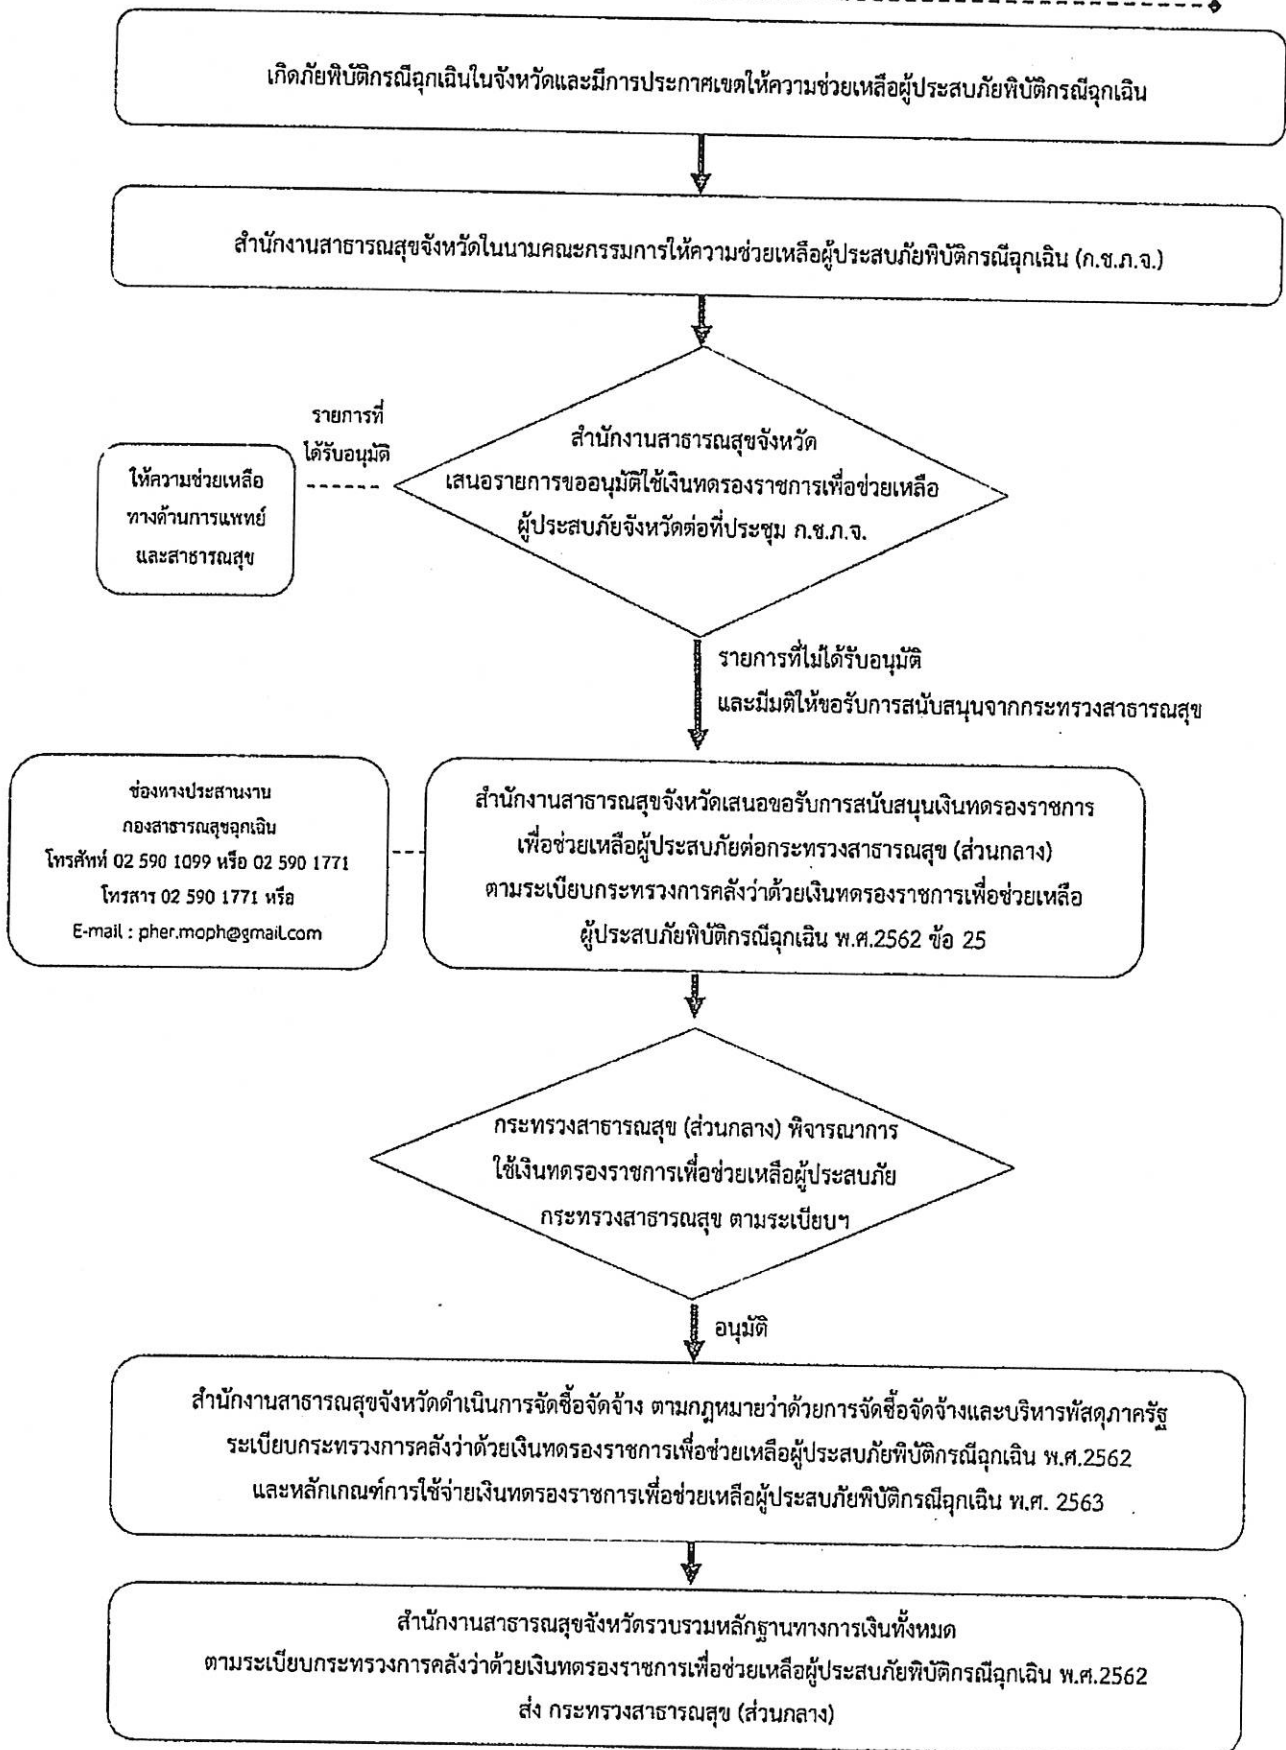 เกิดภัยพิบัติกรณีฉุกเฉินในจังหวัดและมีการประกาศเขตให้ความช่วยเหลือผู้ประสบภัยพิบัติกรณีฉุกเฉิน
สำนักงานสาธารณสุขจังหวัดในนามคณะกรรมการให้ความช่วยเหลือผู้ประสบภัยพิบัติกรณีฉุกเฉิน (ก.ช.ภ.จ.)
รายการที่
ได้รับอนุมัติ
ให้ความช่วยเหลือ
ทางด้านการแพทย์
และสาธารณสุข
สำนักงานสาธารณสุขจังหวัด
เสนอรายการขออนุมัติใช้เงินทดรองราชการเพื่อช่วยเหลือ
ผู้ประสบภัยจังหวัดต่อที่ประชุม ก.ช.ภ.จ.
รายการที่ไม่ได้รับอนุมัติ
และมีมติให้ขอรับการสนับสนุนจากกระทรวงสาธารณสุข
ช่องทางประสานงาน
กองสาธารณสุขฉุกเฉิน
โทรศัพท์ 02 590 1099 หรือ 02 590 1771
โทรสาร 02 590 1771 หรือ
E-mail : pher.moph@gmail.com
สำนักงานสาธารณสุขจังหวัดเสนอขอรับการสนับสนุนเงินทดรองราชการ
เพื่อช่วยเหลือผู้ประสบภัยต่อกระทรวงสาธารณสุข (ส่วนกลาง)
ตามระเบียบกระทรวงการคลังว่าด้วยเงินทดรองราชการเพื่อช่วยเหลือ
ผู้ประสบภัยพิบัติกรณีฉุกเฉิน พ.ศ.2562 ข้อ 25
กระทรวงสาธารณสุข (ส่วนกลาง) พิจารณาการ
ใช้เงินทดรองราชการเพื่อช่วยเหลือผู้ประสบภัย
กระทรวงสาธารณสุข ตามระเบียบฯ
อนุมัติ
สำนักงานสาธารณสุขจังหวัดดำเนินการจัดซื้อจัดจ้าง ตามกฎหมายว่าด้วยการจัดซื้อจัดจ้างและบริหารพัสดุภาครัฐ
ระเบียบกระทรวงการคลังว่าด้วยเงินทดรองราชการเพื่อช่วยเหลือผู้ประสบภัยพิบัติกรณีฉุกเฉิน พ.ศ.2562
และหลักเกณฑ์การใช้จ่ายเงินทดรองราชการเพื่อช่วยเหลือผู้ประสบภัยพิบัติกรณีฉุกเฉิน พ.ศ. 2563
สำนักงานสาธารณสุขจังหวัดรวบรวมหลักฐานทางการเงินทั้งหมด
ตามระเบียบกระทรวงการคลังว่าด้วยเงินทดรองราชการเพื่อช่วยเหลือผู้ประสบภัยพิบัติกรณีฉุกเฉิน พ.ศ.2562
ส่ง กระทรวงสาธารณสุข (ส่วนกลาง)